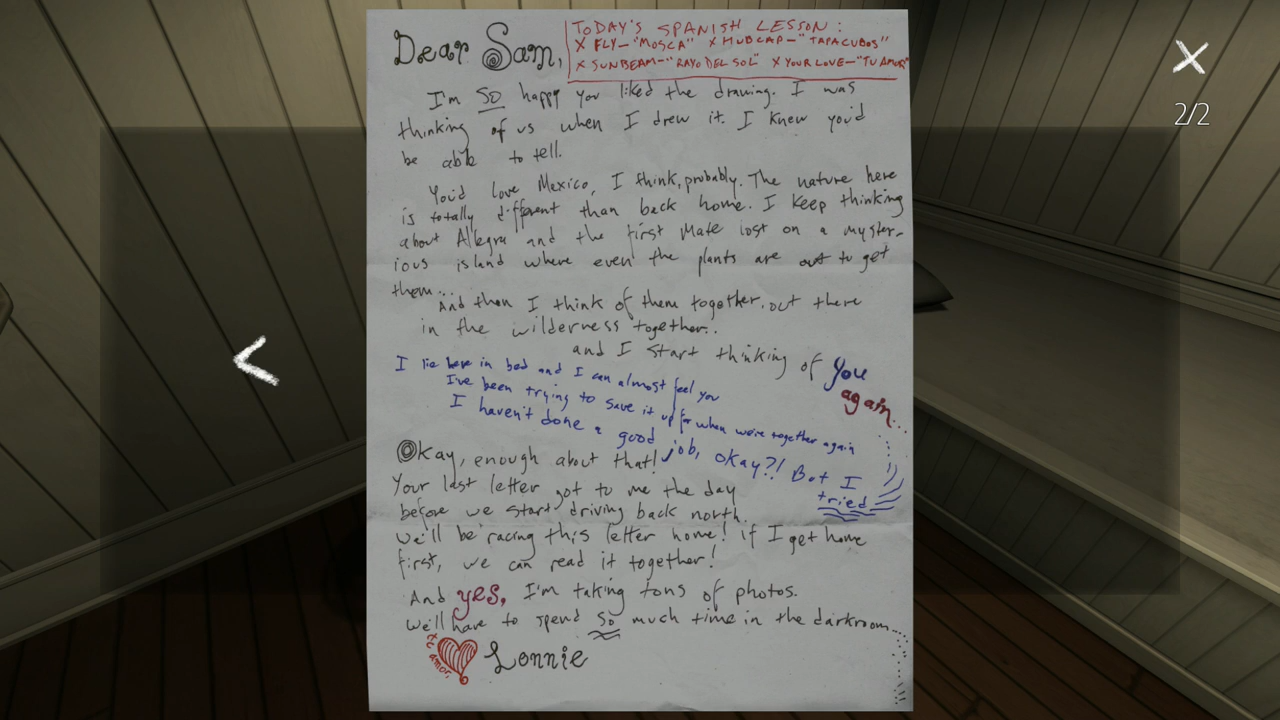 Dear Sam,
TODAY'S SPANISH LESSON:
x FLY-"MOSCA" x HUBCAP-"TAPACUBOS"
x SUNBEAM-"RAYO DEL SOL" x YOUR LOVE-"TU AMOR"
I'm SO happy you liked the drawing. I was
thinking of us when I drew it. I knew you'd
be able to tell.
You'd love Mexico, I think, probably. The nature here
is totally different than back home. I keep thinking
about Allegra and the First Mate lost on a myster-
ious island where even the plants are out to get
them...
And then I think of them together, out there
in the wilderness together..
and I start thinking of you
again...
I lie here in bed and I can almost feel you
I've been trying to save it up for when we're together again
I haven't done a good job, okay?! But I
tried
Okay, enough about that!
Your last letter got to me the day
before we start driving back north.
We'll be racing this letter home! if I get home
first, we can read it together!
And yes, I'm taking tons of photos.
We'll have to spend So much time in the darkroom...
amor,
Lonnie
2/2